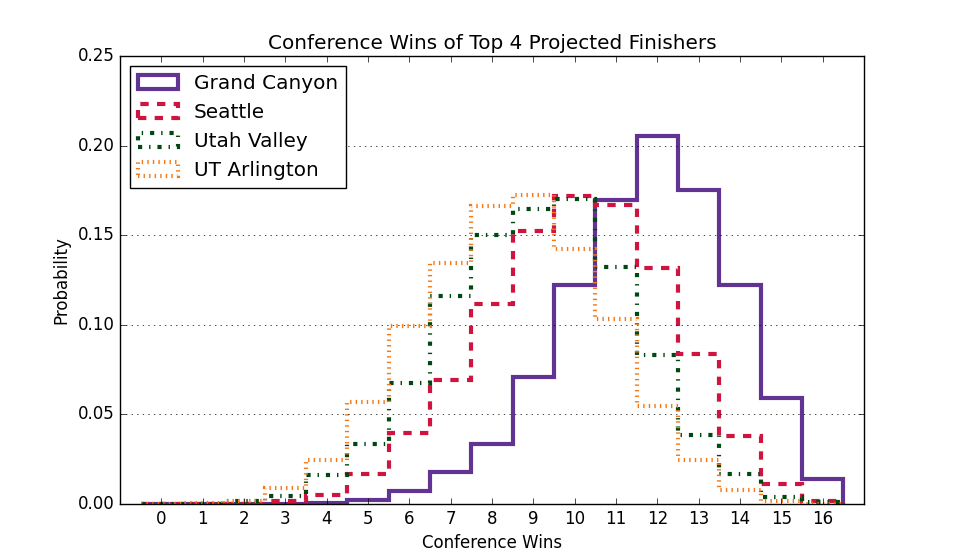 Conference Wins of Top 4 Projected Finishers
0.25
0.20
0.15
0.10
0.05
0.00
Probability
Grand Canyon
Seattle
Utah Valley
UT Arlington
0 1 2 3 4 5 6 7 8 9 10 11 12 13 14 15 16
Conference Wins